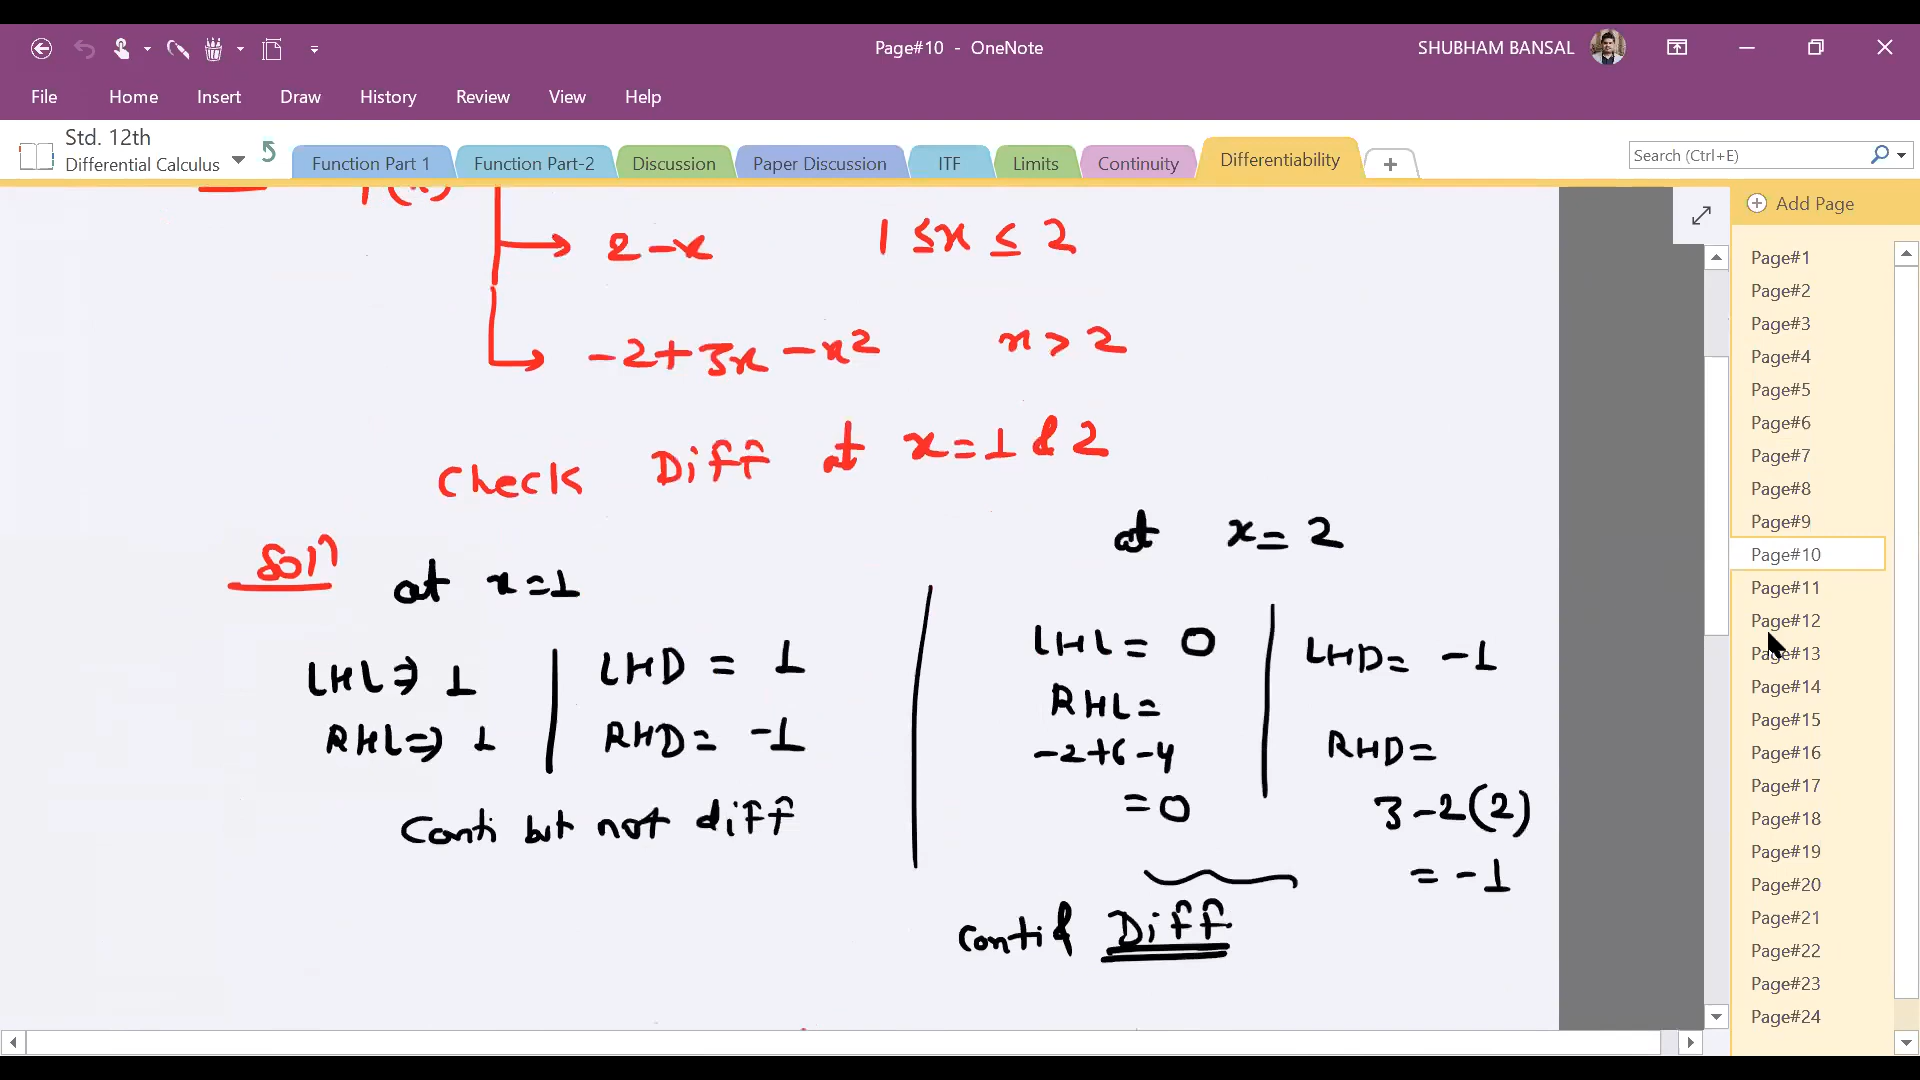 Page#10 - OneNote
SHUBHAM BANSAL
File Home Insert Draw History Review View Help
Std. 12th
Differential Calculus
Function Part 1
Function Part-2
Discussion
Paper Discussion
ITF
Limits
Continuity
Differentiability
Search (Ctrl+E)
Add Page
2-x 1 ≤ x ≤ 2
-2+3x-x² x > 2
Check Diff at x=1 & 2
Sol^n
at x=1
LHL ⇒ 1
RHL ⇒ 1
LHD = 1
RHD = -1
Conti but not diff
at x=2
LHL = 0
RHL =
-2+6-4
= 0
LHD = -1
RHD =
3-2(2)
= -1
Conti & Diff
Page#1
Page#2
Page#3
Page#4
Page#5
Page#6
Page#7
Page#8
Page#9
Page#10
Page#11
Page#12
Page#13
Page#14
Page#15
Page#16
Page#17
Page#18
Page#19
Page#20
Page#21
Page#22
Page#23
Page#24